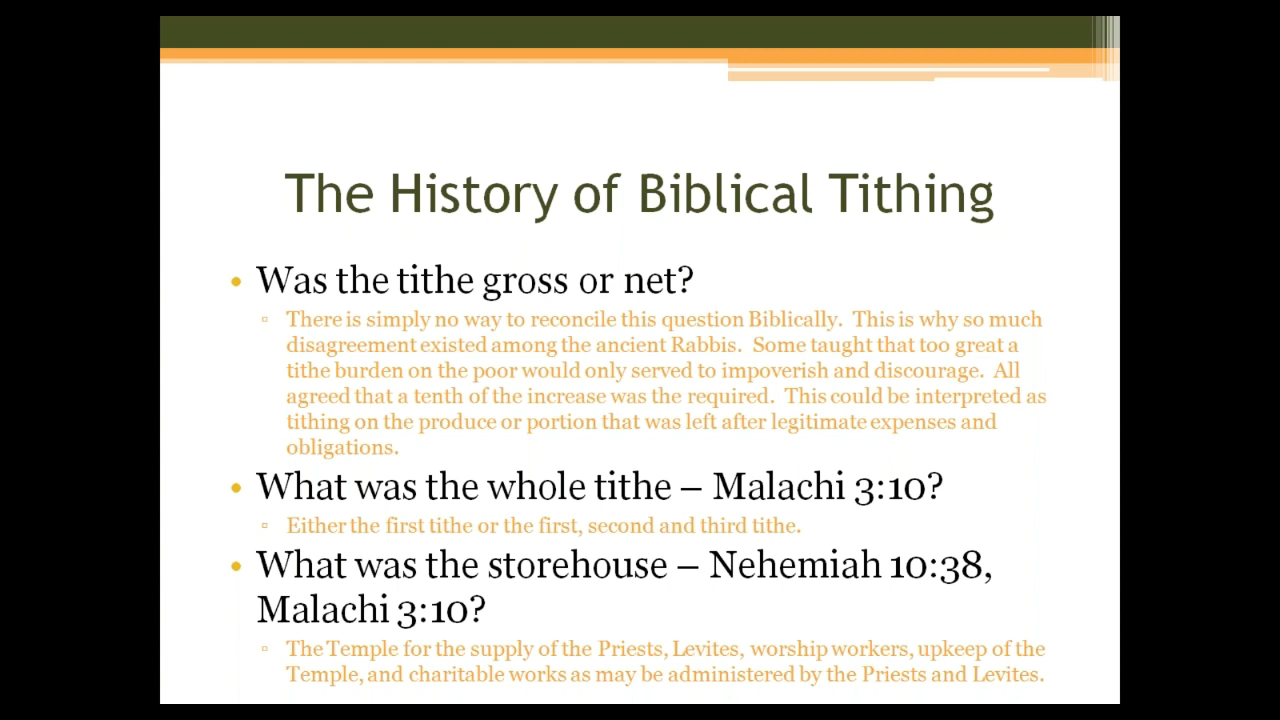 The History of Biblical Tithing
• Was the tithe gross or net?
▫ There is simply no way to reconcile this question Biblically. This is why so much
disagreement existed among the ancient Rabbis. Some taught that too great a
tithe burden on the poor would only served to impoverish and discourage. All
agreed that a tenth of the increase was the required. This could be interpreted as
tithing on the produce or portion that was left after legitimate expenses and
obligations.
• What was the whole tithe – Malachi 3:10?
▫ Either the first tithe or the first, second and third tithe.
• What was the storehouse – Nehemiah 10:38,
Malachi 3:10?
▫ The Temple for the supply of the Priests, Levites, worship workers, upkeep of the
Temple, and charitable works as may be administered by the Priests and Levites.